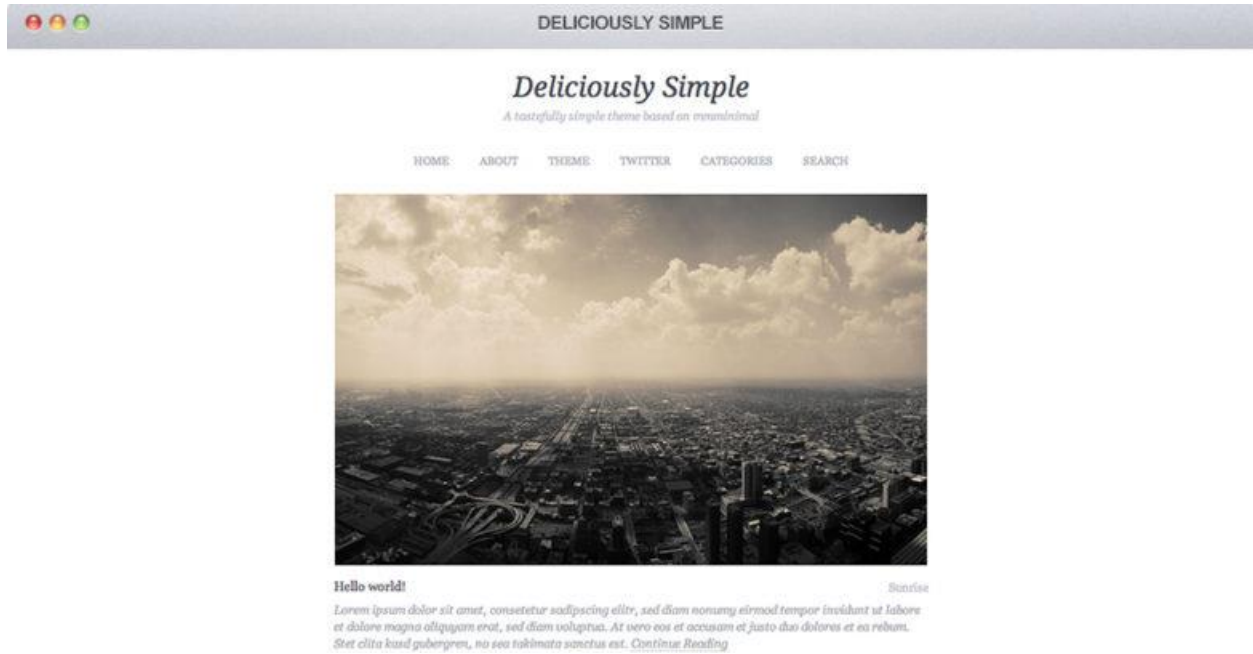 DELICIOUSLY SIMPLE
Deliciously Simple
A tastefully simple theme based on mnmlnimal
HOME ABOUT THEME TWITTER CATEGORIES SEARCH
Hello world!
Sunrise
Lorem ipsum dolor sit amet, consetetur sadipscing elitr, sed diam nonumy eirmod tempor invidunt ut labore
et dolore magna aliquyam erat, sed diam voluptua. At vero eos et accusam et justo duo dolores et ea rebum.
Stet clita kasd gubergren, no sea takimata sanctus est. Continue Reading